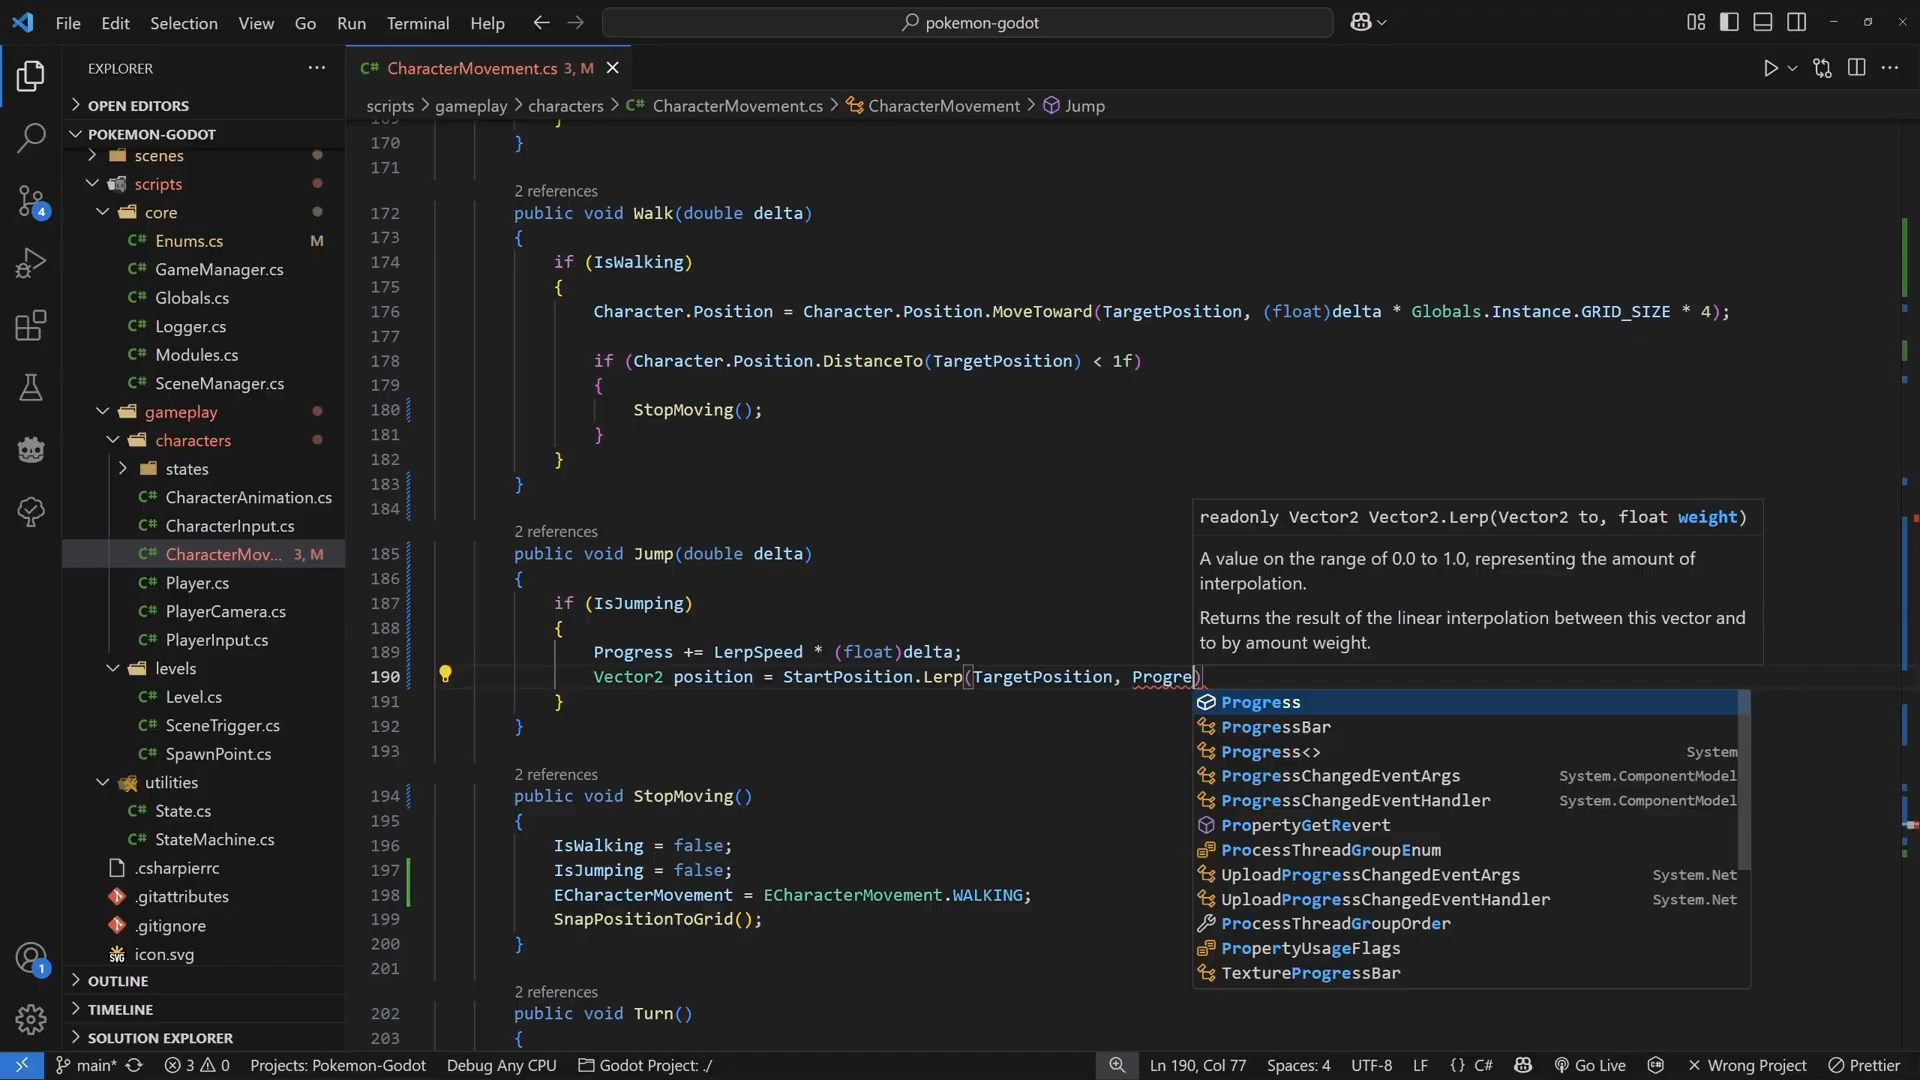 File Edit Selection View Go Run Terminal Help
pokemon-godot
EXPLORER
OPEN EDITORS
POKEMON-GODOT
scenes
scripts
core
C# Enums.cs M
C# GameManager.cs
C# Globals.cs
C# Logger.cs
C# Modules.cs
C# SceneManager.cs
gameplay
characters
states
C# CharacterAnimation.cs
C# CharacterInput.cs
C# CharacterMov... 3, M
C# Player.cs
C# PlayerCamera.cs
C# PlayerInput.cs
levels
C# Level.cs
C# SceneTrigger.cs
C# SpawnPoint.cs
utilities
C# State.cs
C# StateMachine.cs
.csharpierrc
.gitattributes
.gitignore
icon.svg
OUTLINE
TIMELINE
SOLUTION EXPLORER
4
1
C# CharacterMovement.cs 3, M
scripts > gameplay > characters > C# CharacterMovement.cs > CharacterMovement > Jump
169 }
170 }
171
2 references
172 public void Walk(double delta)
173 {
174 if (IsWalking)
175 {
176 Character.Position = Character.Position.MoveToward(TargetPosition, (float)delta * Globals.Instance.GRID_SIZE * 4);
177
178 if (Character.Position.DistanceTo(TargetPosition) < 1f)
179 {
180 StopMoving();
181 }
182 }
183 }
184
2 references
185 public void Jump(double delta)
186 {
187 if (IsJumping)
188 {
189 Progress += LerpSpeed * (float)delta;
190 Vector2 position = StartPosition.Lerp(TargetPosition, Progre)
191 }
192 }
193
2 references
194 public void StopMoving()
195 {
196 IsWalking = false;
197 IsJumping = false;
198 ECharacterMovement = ECharacterMovement.WALKING;
199 SnapPositionToGrid();
200 }
201
2 references
202 public void Turn()
203 {
readonly Vector2 Vector2.Lerp(Vector2 to, float weight)
A value on the range of 0.0 to 1.0, representing the amount of
interpolation.
Returns the result of the linear interpolation between this vector and
to by amount weight.
Progress
ProgressBar
Progress<> System
ProgressChangedEventArgs System.ComponentModel
ProgressChangedEventHandler System.ComponentModel
PropertyGetRevert
ProcessThreadGroupEnum
UploadProgressChangedEventArgs System.Net
UploadProgressChangedEventHandler System.Net
ProcessThreadGroupOrder
PropertyUsageFlags
TextureProgressBar
main* 3 0 Projects: Pokemon-Godot Debug Any CPU Godot Project: ./ Ln 190, Col 77 Spaces: 4 UTF-8 LF {} C# Go Live Wrong Project Prettier